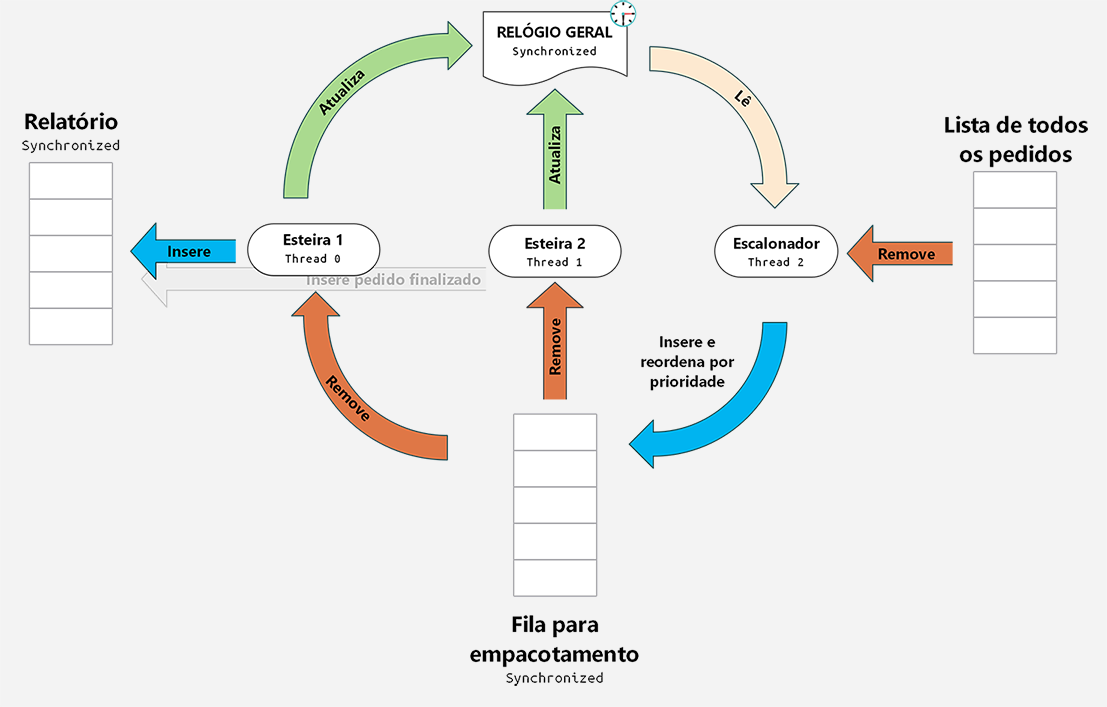 RELÓGIO GERAL
Synchronized
Atualiza
Lê
Atualiza
Relatório
Synchronized
Lista de todos
os pedidos
Insere
Esteira 1
Thread 0
Esteira 2
Thread 1
Escalonador
Thread 2
Remove
Insere pedido finalizado
Remove
Remove
Insere e
reordena por
prioridade
Fila para
empacotamento
Synchronized